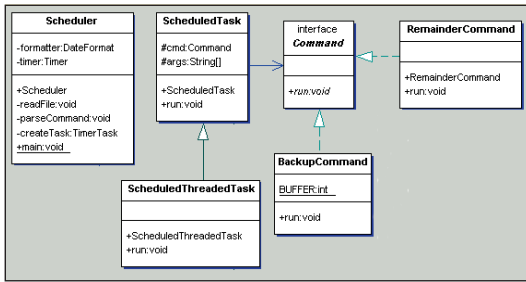 Scheduler
-formatter:DateFormat
-timer:Timer
+Scheduler
-readFile:void
-parseCommand:void
-createTask:TimerTask
+main:void
ScheduledTask
#cmd:Command
#args:String[]
+ScheduledTask
+run:void
interface
Command
+run:void
RemainderCommand
+RemainderCommand
+run:void
ScheduledThreadedTask
+ScheduledThreadedTask
+run:void
BackupCommand
BUFFER:int
+run:void